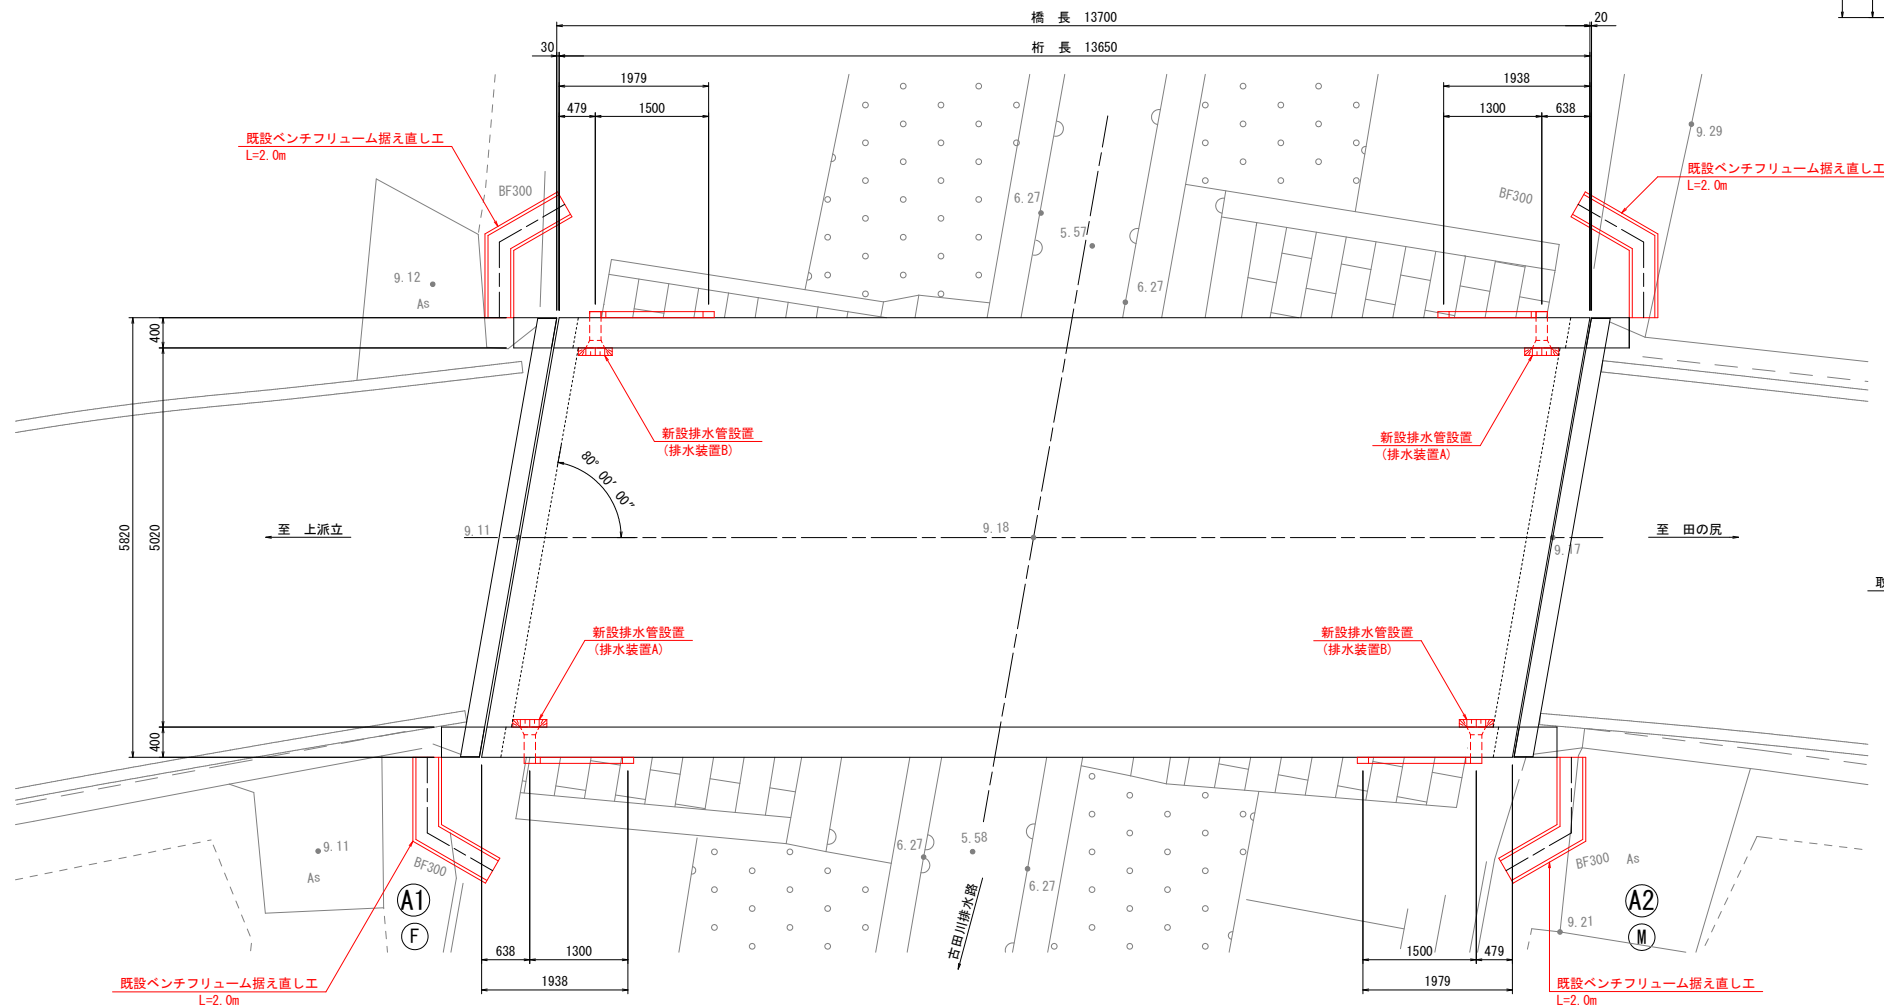 橋 長 13700
20
30
桁 長 13650
1979
1938
479
1500
1300
638
既設ベンチフリューム据え直し工
L=2.0m
BF300
9.29
既設ベンチフリューム据え直し工
L=2.0m
BF300
6.27
5.57
9.12
As
6.27
400
新設排水管設置
(排水装置B)
新設排水管設置
(排水装置A)
80° 00′ 00″
5820
5020
至 上派立
9.11
9.18
至 田の尻
9.17
取
新設排水管設置
(排水装置A)
新設排水管設置
(排水装置B)
400
9.11
As
BF300
6.27
5.58
6.27
BF300
As
A1
F
古田川排水路
A2
M
9.21
638
1300
1500
479
1938
1979
既設ベンチフリューム据え直し工
L=2.0m
既設ベンチフリューム据え直し工
L=2.0m